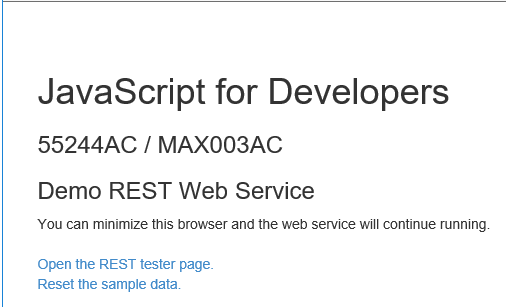 JavaScript for Developers
55244AC / MAX003AC
Demo REST Web Service
You can minimize this browser and the web service will continue running.
Open the REST tester page.
Reset the sample data.